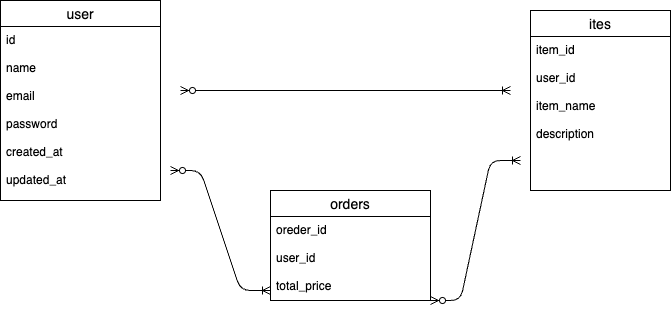 user
id
name
email
password
created_at
updated_at
ites
item_id
user_id
item_name
description
orders
oreder_id
user_id
total_price